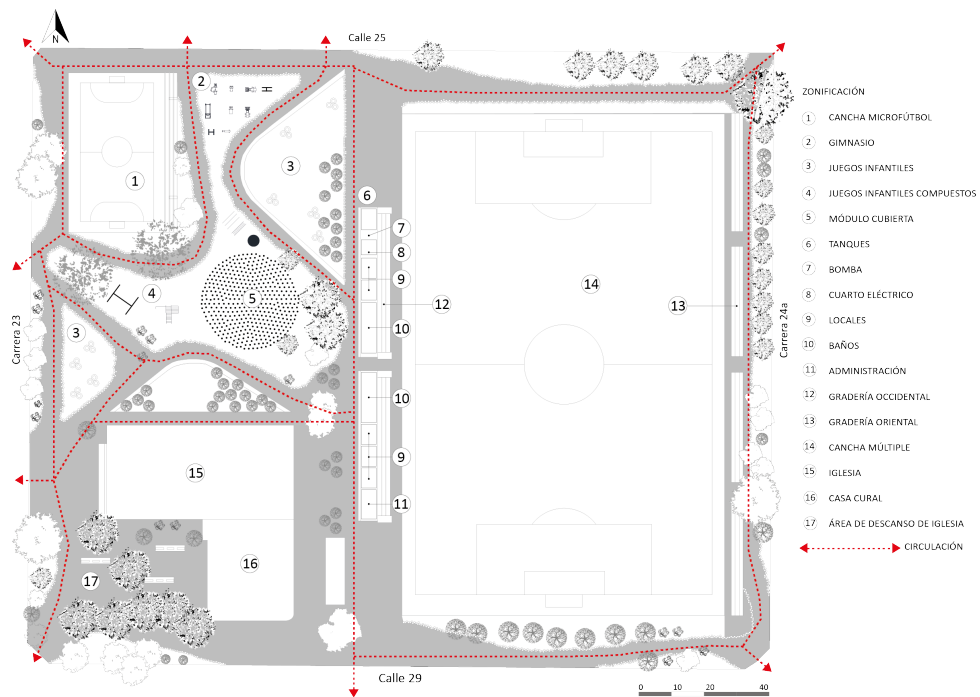 N
Calle 25
2
3
1
6
7
8
9
10
12
5
4
3
14
13
Carrera 23
Carrera 24a
10
9
11
15
16
17
Calle 29
0 10 20 40
ZONIFICACIÓN
1 CANCHA MICROFÚTBOL
2 GIMNASIO
3 JUEGOS INFANTILES
4 JUEGOS INFANTILES COMPUESTOS
5 MÓDULO CUBIERTA
6 TANQUES
7 BOMBA
8 CUARTO ELÉCTRICO
9 LOCALES
10 BAÑOS
11 ADMINISTRACIÓN
12 GRADERÍA OCCIDENTAL
13 GRADERÍA ORIENTAL
14 CANCHA MÚLTIPLE
15 IGLESIA
16 CASA CURAL
17 ÁREA DE DESCANSO DE IGLESIA
CIRCULACIÓN